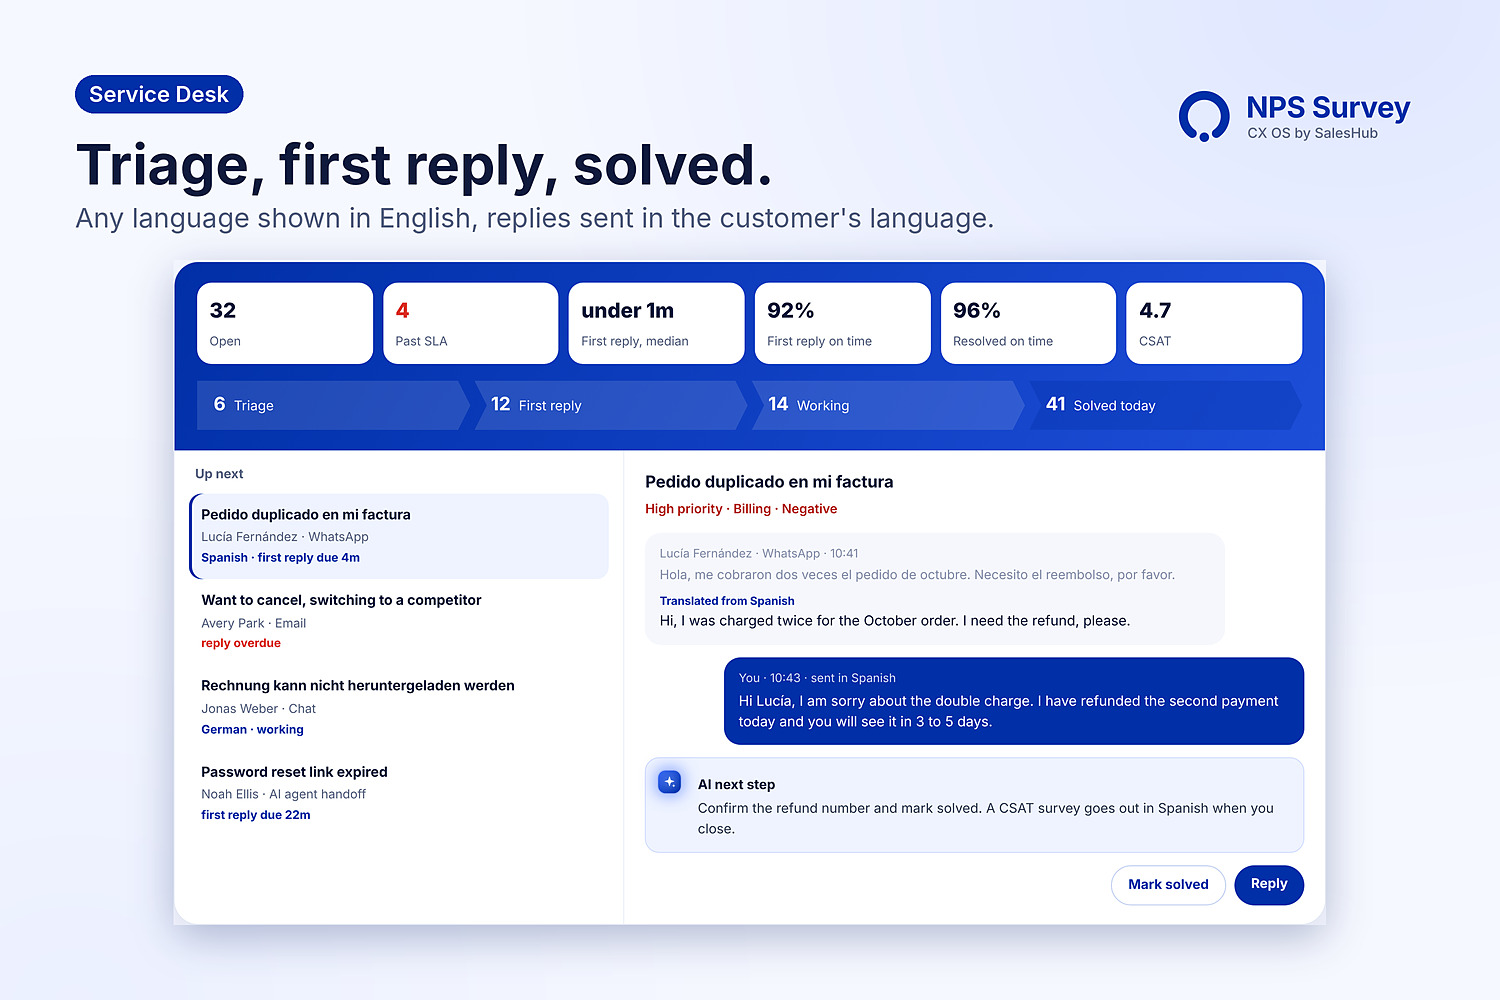 Service Desk
Triage, first reply, solved.
Any language shown in English, replies sent in the customer's language.
NPS Survey
CX OS by SalesHub
32
Open
4
Past SLA
under 1m
First reply, median
92%
First reply on time
96%
Resolved on time
4.7
CSAT
6 Triage
12 First reply
14 Working
41 Solved today
Up next
Pedido duplicado en mi factura
Lucía Fernández · WhatsApp
Spanish · first reply due 4m
Want to cancel, switching to a competitor
Avery Park · Email
reply overdue
Rechnung kann nicht heruntergeladen werden
Jonas Weber · Chat
German · working
Password reset link expired
Noah Ellis · AI agent handoff
first reply due 22m
Pedido duplicado en mi factura
High priority · Billing · Negative
Lucía Fernández · WhatsApp · 10:41
Hola, me cobraron dos veces el pedido de octubre. Necesito el reembolso, por favor.
Translated from Spanish
Hi, I was charged twice for the October order. I need the refund, please.
You · 10:43 · sent in Spanish
Hi Lucía, I am sorry about the double charge. I have refunded the second payment
today and you will see it in 3 to 5 days.
AI next step
Confirm the refund number and mark solved. A CSAT survey goes out in Spanish when you
close.
Mark solved
Reply